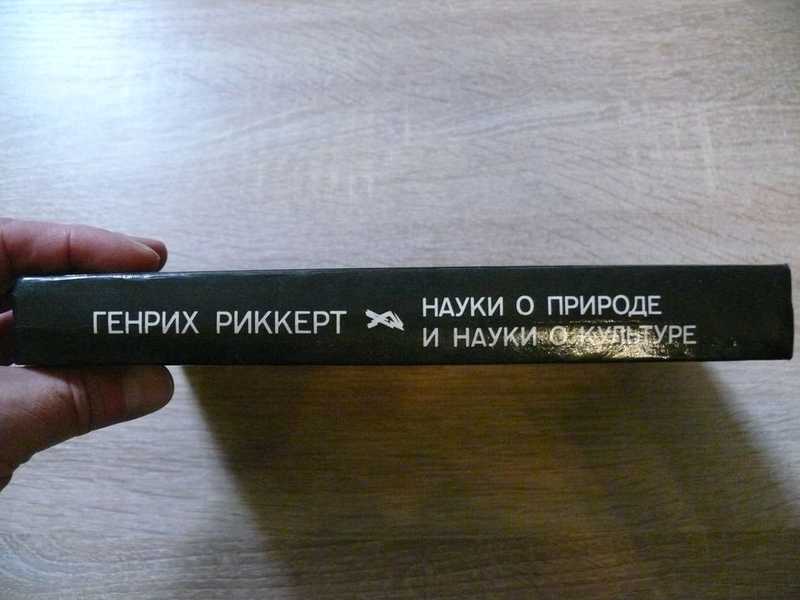 ГЕНРИХ РИККЕРТ
НАУКИ О ПРИРОДЕ
И НАУКИ О КУЛЬТУРЕ